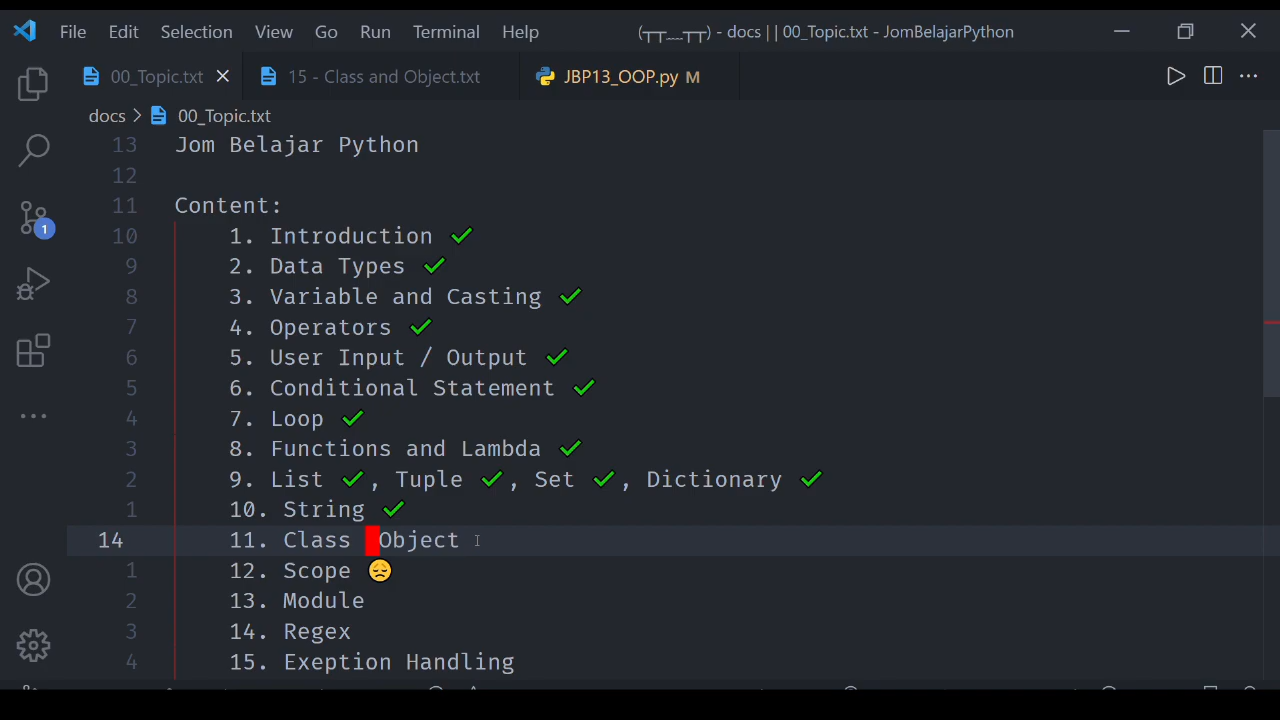 File Edit Selection View Go Run Terminal Help (┬┬﹏┬┬) - docs || 00_Topic.txt - JomBelajarPython
00_Topic.txt 15 - Class and Object.txt JBP13_OOP.py M
docs > 00_Topic.txt
13 Jom Belajar Python
12
11 Content:
10 1. Introduction ✔
9 2. Data Types ✔
8 3. Variable and Casting ✔
7 4. Operators ✔
6 5. User Input / Output ✔
5 6. Conditional Statement ✔
4 7. Loop ✔
3 8. Functions and Lambda ✔
2 9. List ✔, Tuple ✔, Set ✔, Dictionary ✔
1 10. String ✔
14 11. Class Object
1 12. Scope 😞
2 13. Module
3 14. Regex
4 15. Exeption Handling
1